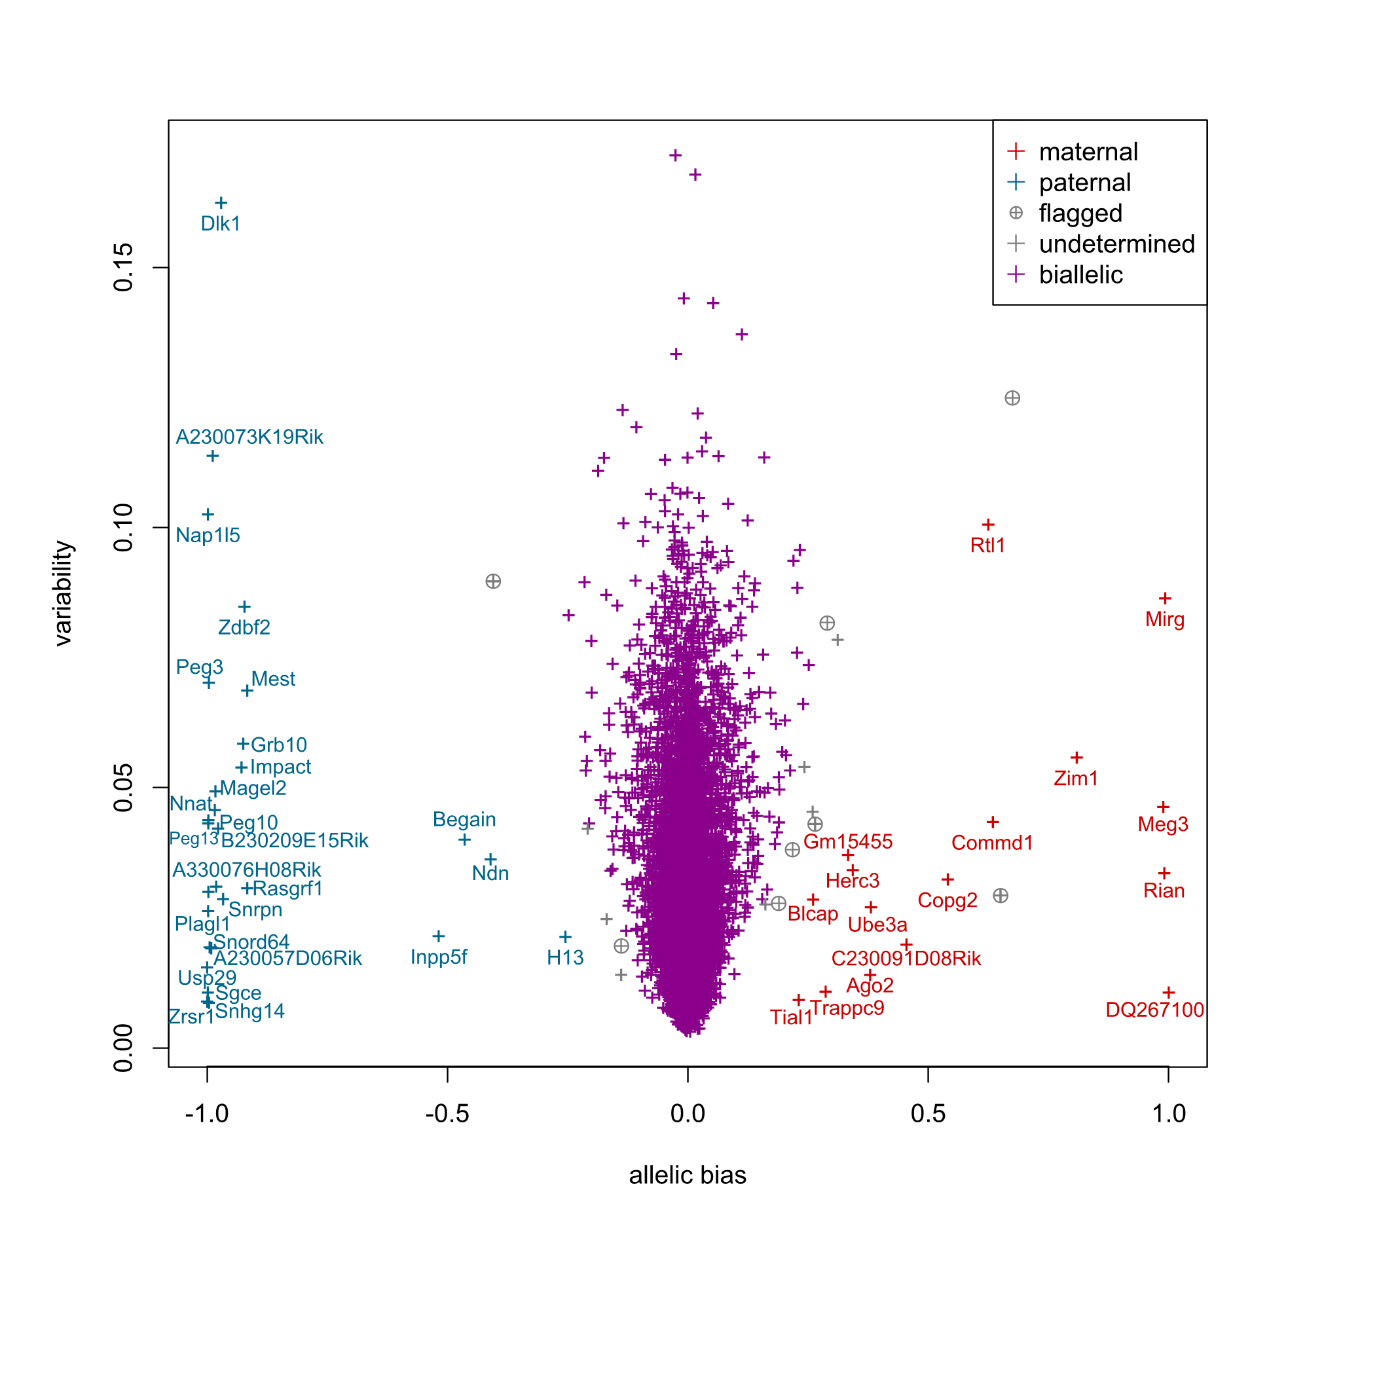 maternal
paternal
flagged
undetermined
biallelic
Dlk1
A230073K19Rik
Nap1l5
Zdbf2
Peg3
Mest
Grb10
Impact
Magel2
Nnat
Peg10
Peg13
B230209E15Rik
A330076H08Rik
Rasgrf1
Snrpn
Plagl1
Snord64
A230057D06Rik
Usp29
Sgce
Snhg14
Zrsr1
Begain
Ndn
Inpp5f
H13
Rtl1
Mirg
Zim1
Meg3
Commd1
Gm15455
Herc3
Rian
Copg2
Blcap
Ube3a
C230091D08Rik
Ago2
Trappc9
Tial1
DQ267100
variability
0.15
0.10
0.05
0.00
-1.0 -0.5 0.0 0.5 1.0
allelic bias